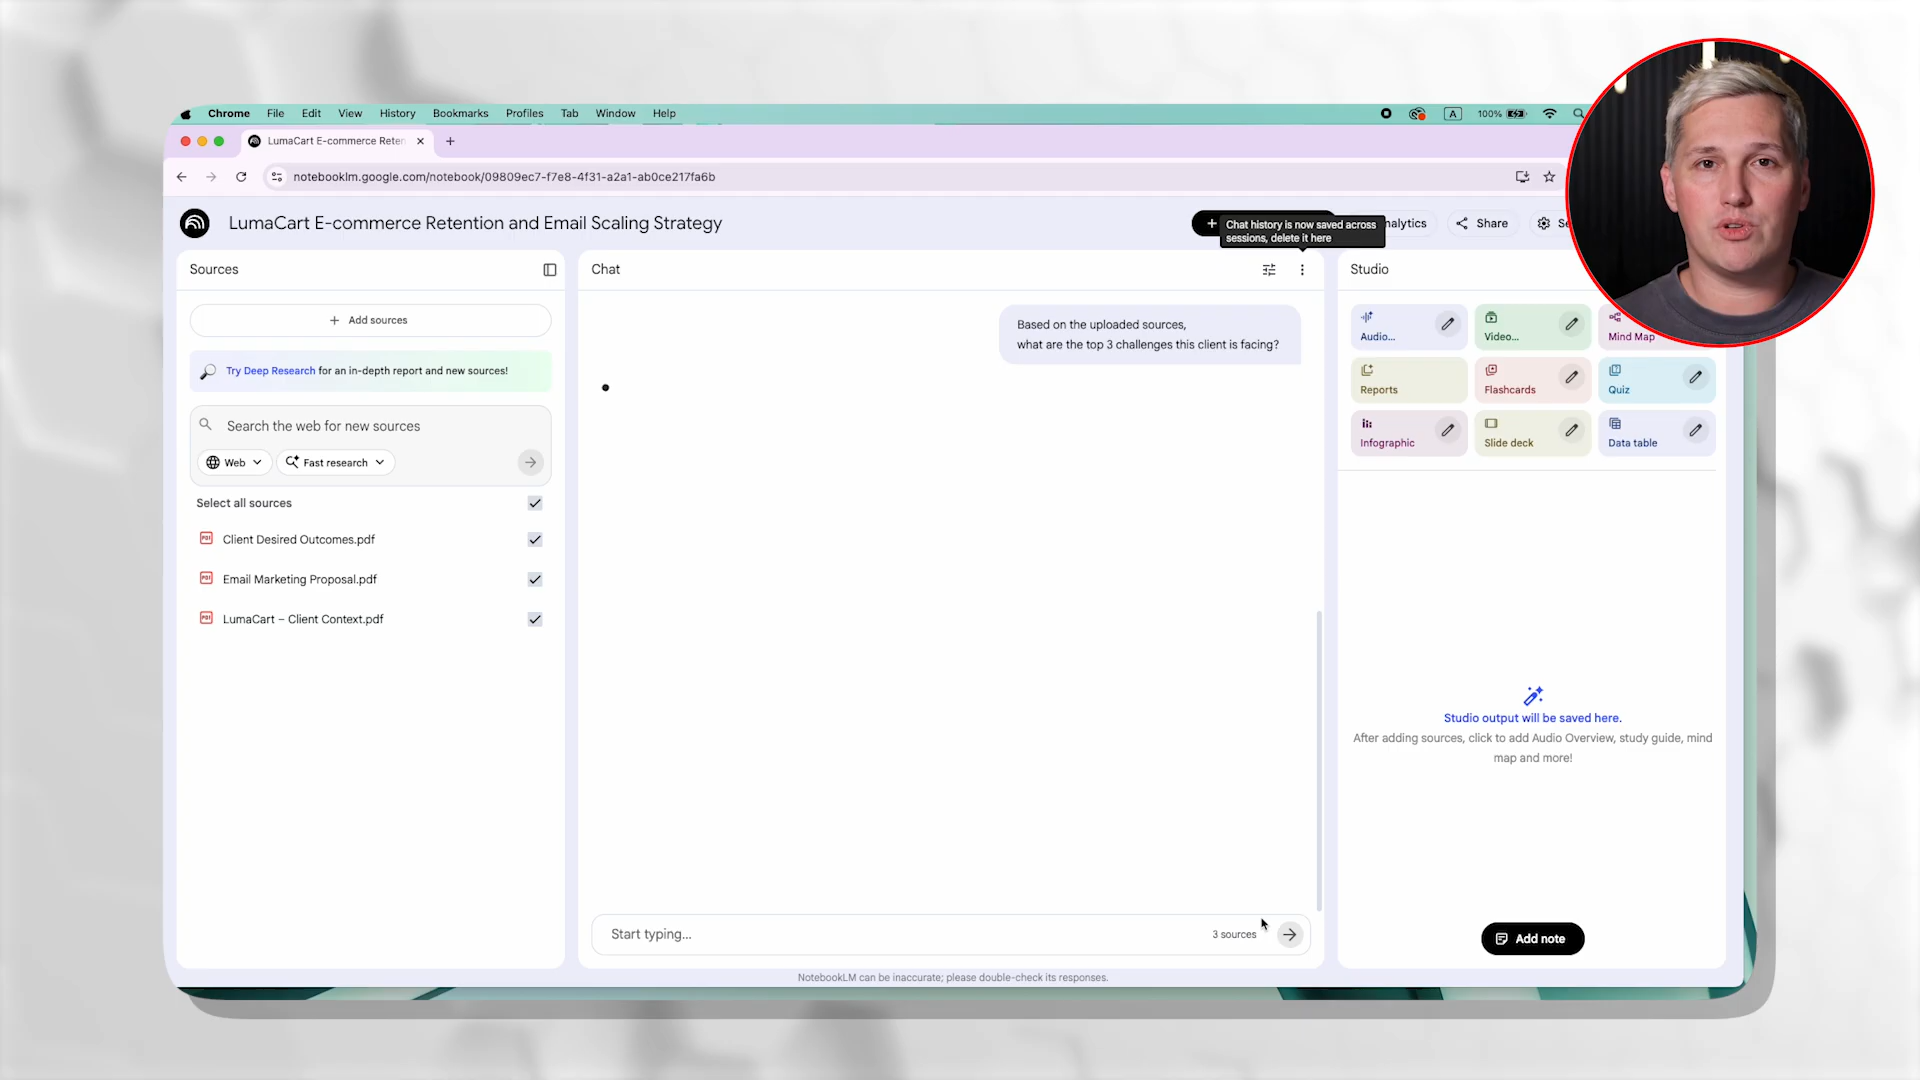 Chrome File Edit View History Bookmarks Profiles Tab Window Help
A 100%
LumaCart E-commerce Reten
notebooklm.google.com/notebook/09809ec7-f7e8-4f31-a2a1-ab0ce217fa6b
LumaCart E-commerce Retention and Email Scaling Strategy
Chat history is now saved across
sessions, delete it here
Share
Sources
Add sources
Try Deep Research for an in-depth report and new sources!
Search the web for new sources
Web
Fast research
Select all sources
Client Desired Outcomes.pdf
Email Marketing Proposal.pdf
LumaCart – Client Context.pdf
Chat
Based on the uploaded sources,
what are the top 3 challenges this client is facing?
Start typing...
3 sources
NotebookLM can be inaccurate; please double-check its responses.
Studio
Audio...
Video...
Mind Map
Reports
Flashcards
Quiz
Infographic
Slide deck
Data table
Studio output will be saved here.
After adding sources, click to add Audio Overview, study guide, mind
map and more!
Add note